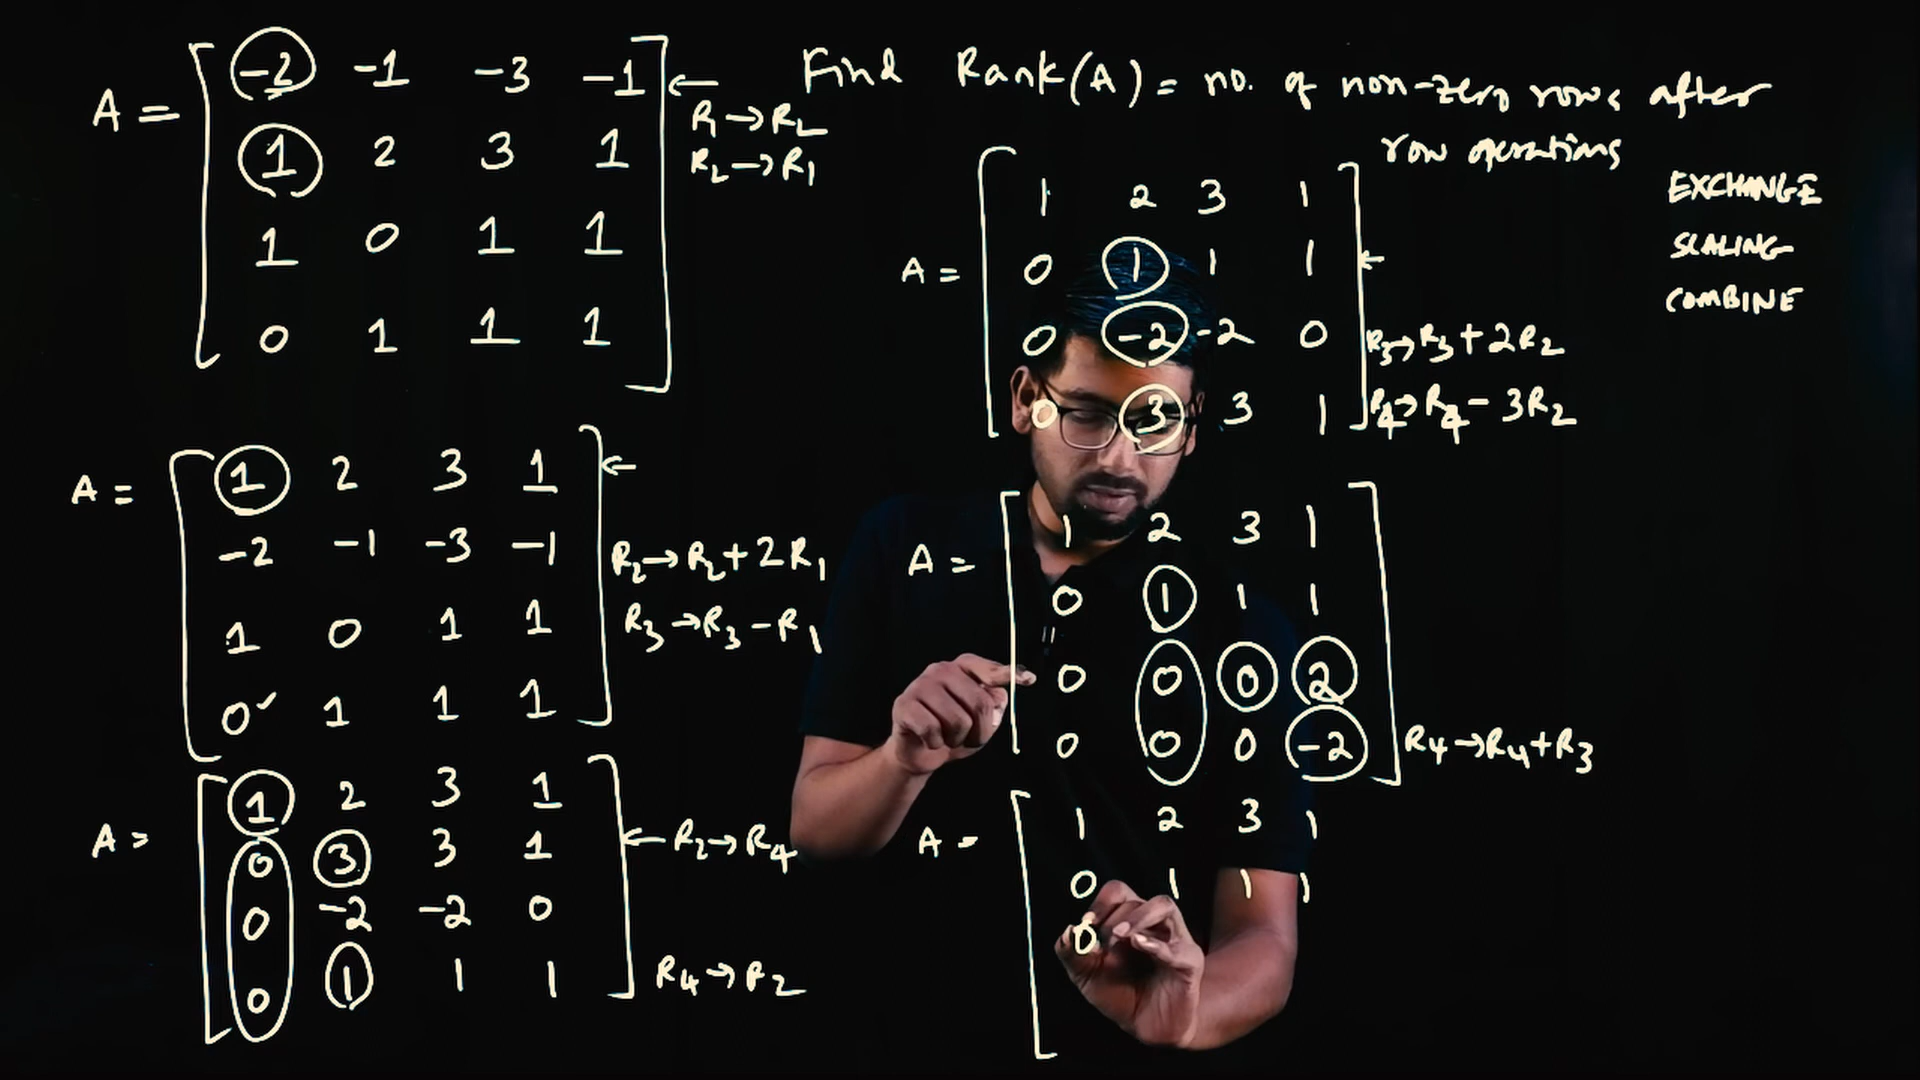 A = [ -2 -1 -3 -1 ] ←
1 2 3 1 R1→R2
R2→R1
1 0 1 1
0 1 1 1
Find Rank(A) = no. of non-zero rows after
row operations
EXCHANGE
SCALING
COMBINE
A = [ 1 2 3 1 ] ←
-2 -1 -3 -1 R2→R2+2R1
1 0 1 1 R3→R3-R1
0 1 1 1
A = [ 1 2 3 1 ]
0 3 3 1 ← R2→R4
0 -2 -2 0
0 1 1 1 R4→R2
A = [ 1 2 3 1 ]
0 1 1 1 ←
0 -2 -2 0 R3→R3+2R2
0 3 3 1 R4→R4-3R2
A = [ 1 2 3 1 ]
0 1 1 1
0 0 0 2
0 0 0 -2 R4→R4+R3
A = [ 1 2 3 1
0 1 1 1
0